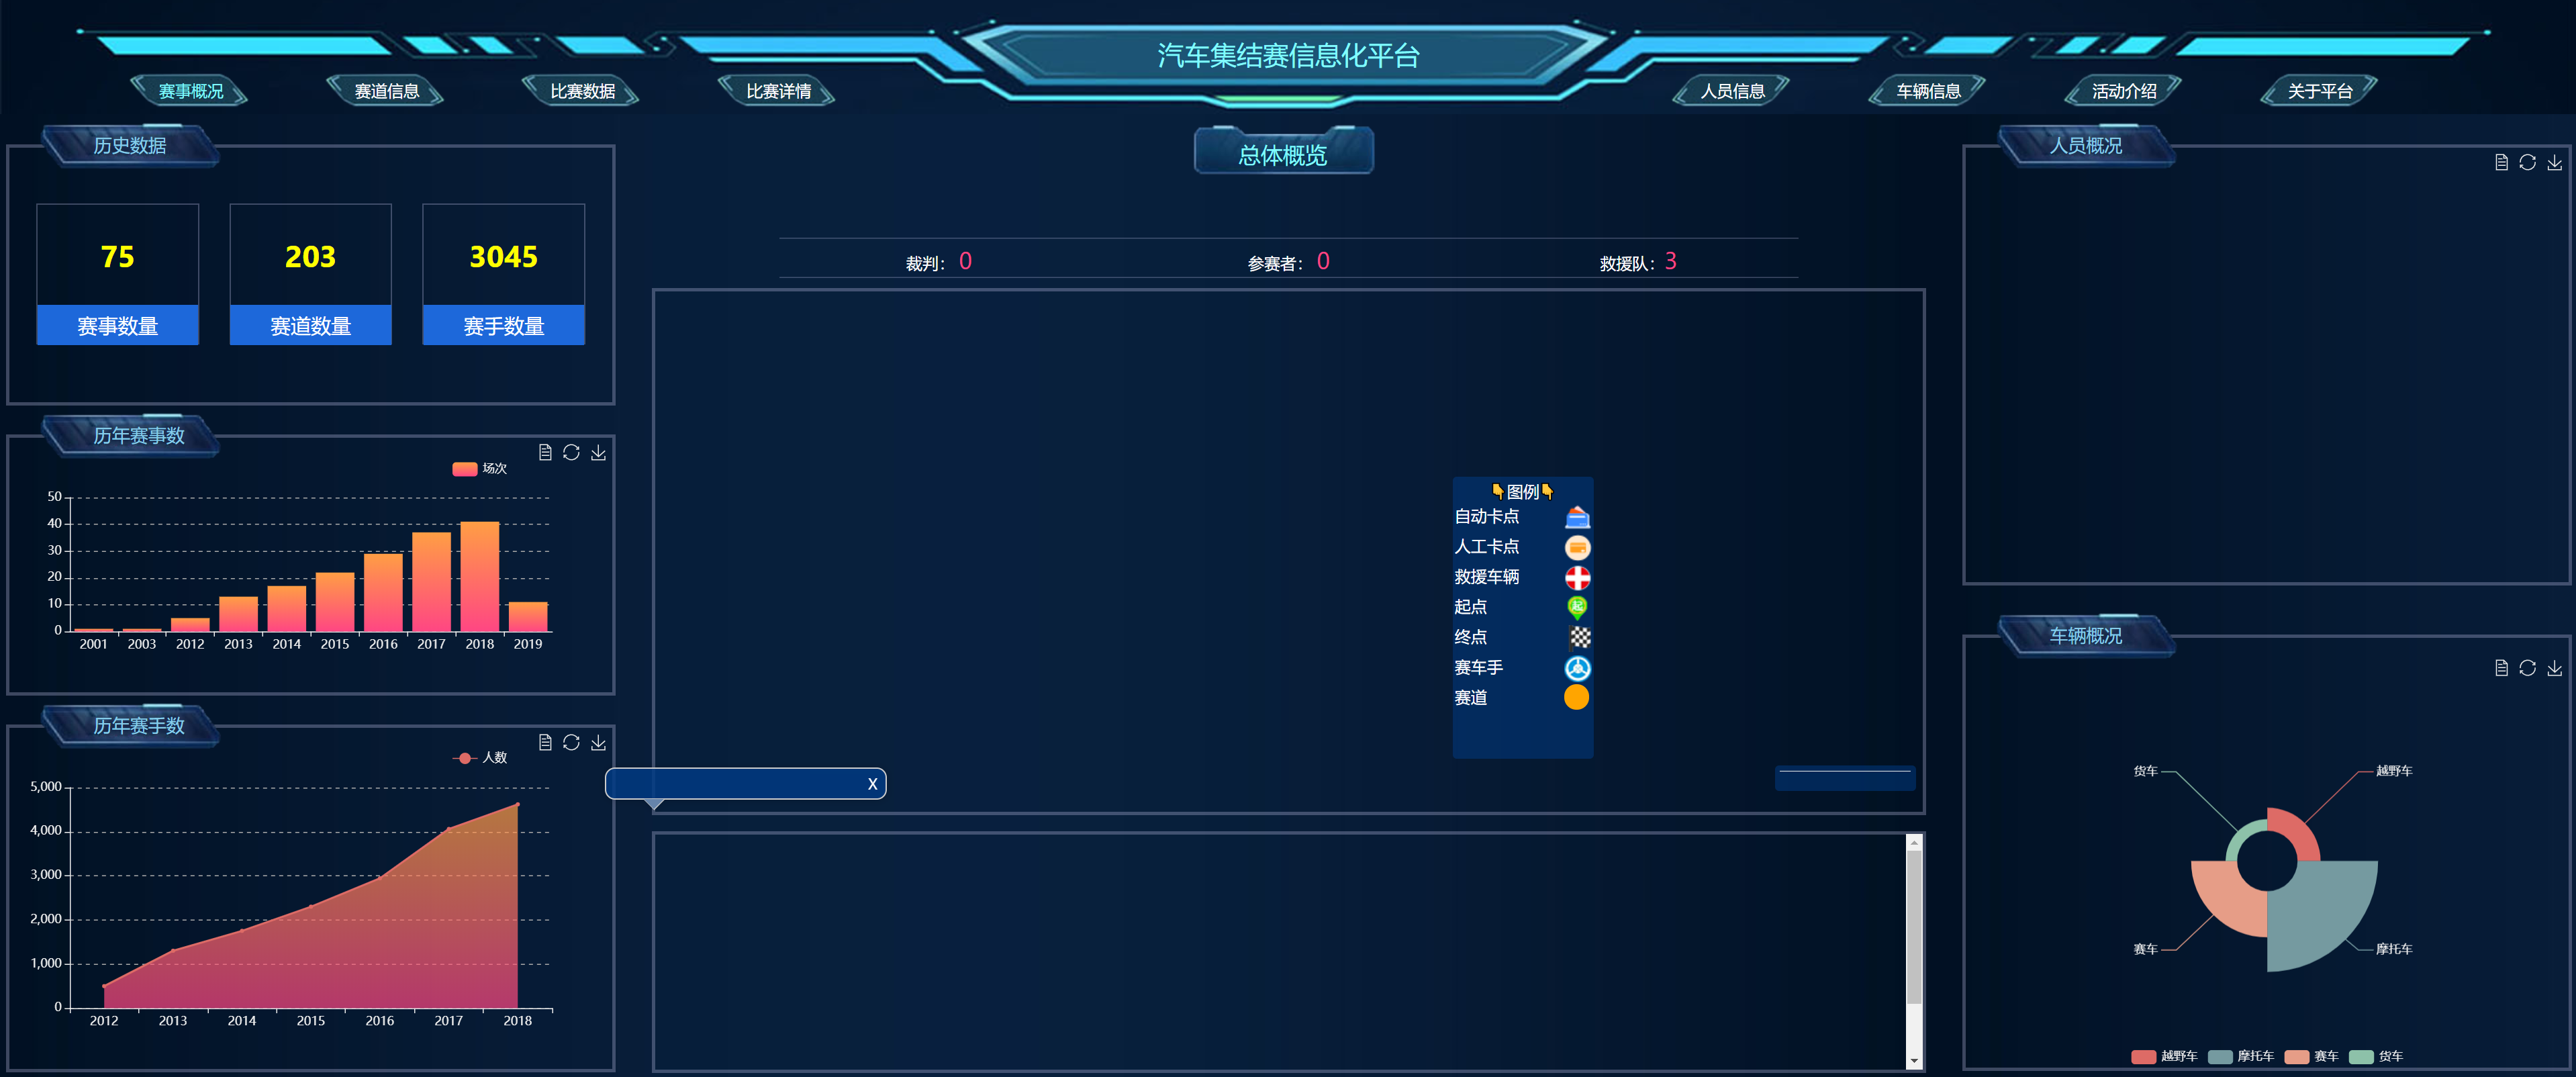 汽车集结赛信息化平台
赛事概况 赛道信息 比赛数据 比赛详情 人员信息 车辆信息 活动介绍 关于平台
历史数据
75 203 3045
赛事数量 赛道数量 赛手数量
历年赛事数
场次
50
40
30
20
10
0
2001 2003 2012 2013 2014 2015 2016 2017 2018 2019
历年赛手数
人数
5,000
4,000
3,000
2,000
1,000
0
2012 2013 2014 2015 2016 2017 2018
总体概览
裁判： 0 参赛者： 0 救援队： 3
👇图例👇
自动卡点
人工卡点
救援车辆
起点 起
终点
赛车手
赛道
X
人员概况
车辆概况
货车 越野车
赛车 摩托车
越野车 摩托车 赛车 货车